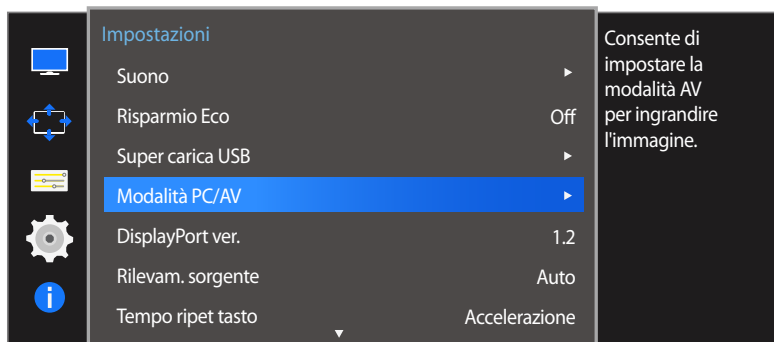 Impostazioni
Suono
Risparmio Eco Off
Super carica USB
Modalità PC/AV
DisplayPort ver. 1.2
Rilevam. sorgente Auto
Tempo ripet tasto Accelerazione
Consente di
impostare la
modalità AV
per ingrandire
l'immagine.